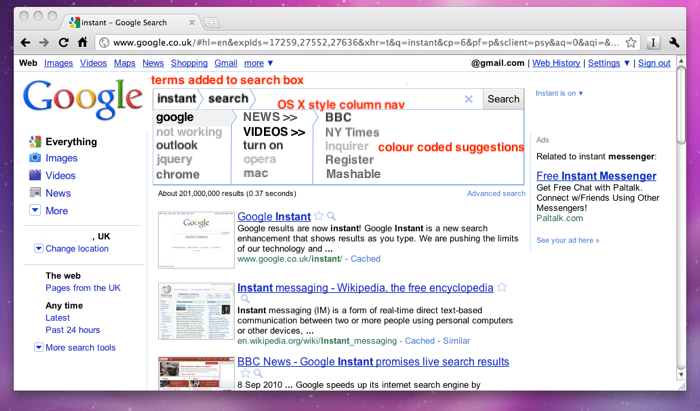 instant – Google Search
www.google.co.uk/#hl=en&expIds=17259,27552,27636&xhr=t&q=instant&cp=6&pf=p&sclient=psy&aq=0&aqi=&...
Web Images Videos Maps News Shopping Gmail more ▼ @gmail.com | Web History | Settings ▼ | Sign out
terms added to search box
Google
instant search × Search
OS X style column nav
Instant is on ▼
google NEWS >> BBC
not working VIDEOS >> NY Times
outlook turn on Inquirer
colour coded suggestions
jquery opera Register
chrome mac Mashable
Everything
Images
Videos
News
More
, UK
Change location
The web
Pages from the UK
Any time
Latest
Past 24 hours
More search tools
About 201,000,000 results (0.37 seconds) Advanced search
Google Instant
Google results are now instant! Google Instant is a new search
enhancement that shows results as you type. We are pushing the limits
of our technology and ...
www.google.co.uk/instant/ - Cached
Instant messaging - Wikipedia, the free encyclopedia
Instant messaging (IM) is a form of real-time direct text-based
communication between two or more people using personal computers
or other devices, ...
en.wikipedia.org/wiki/Instant_messaging - Cached - Similar
BBC News - Google Instant promises live search results
8 Sep 2010 ... Google speeds up its internet search engine by
Ads
Related to instant messenger:
Free Instant Messenger
Get Free Chat with Paltalk.
Connect w/Friends Using Other
Messengers!
Paltalk.com
See your ad here »